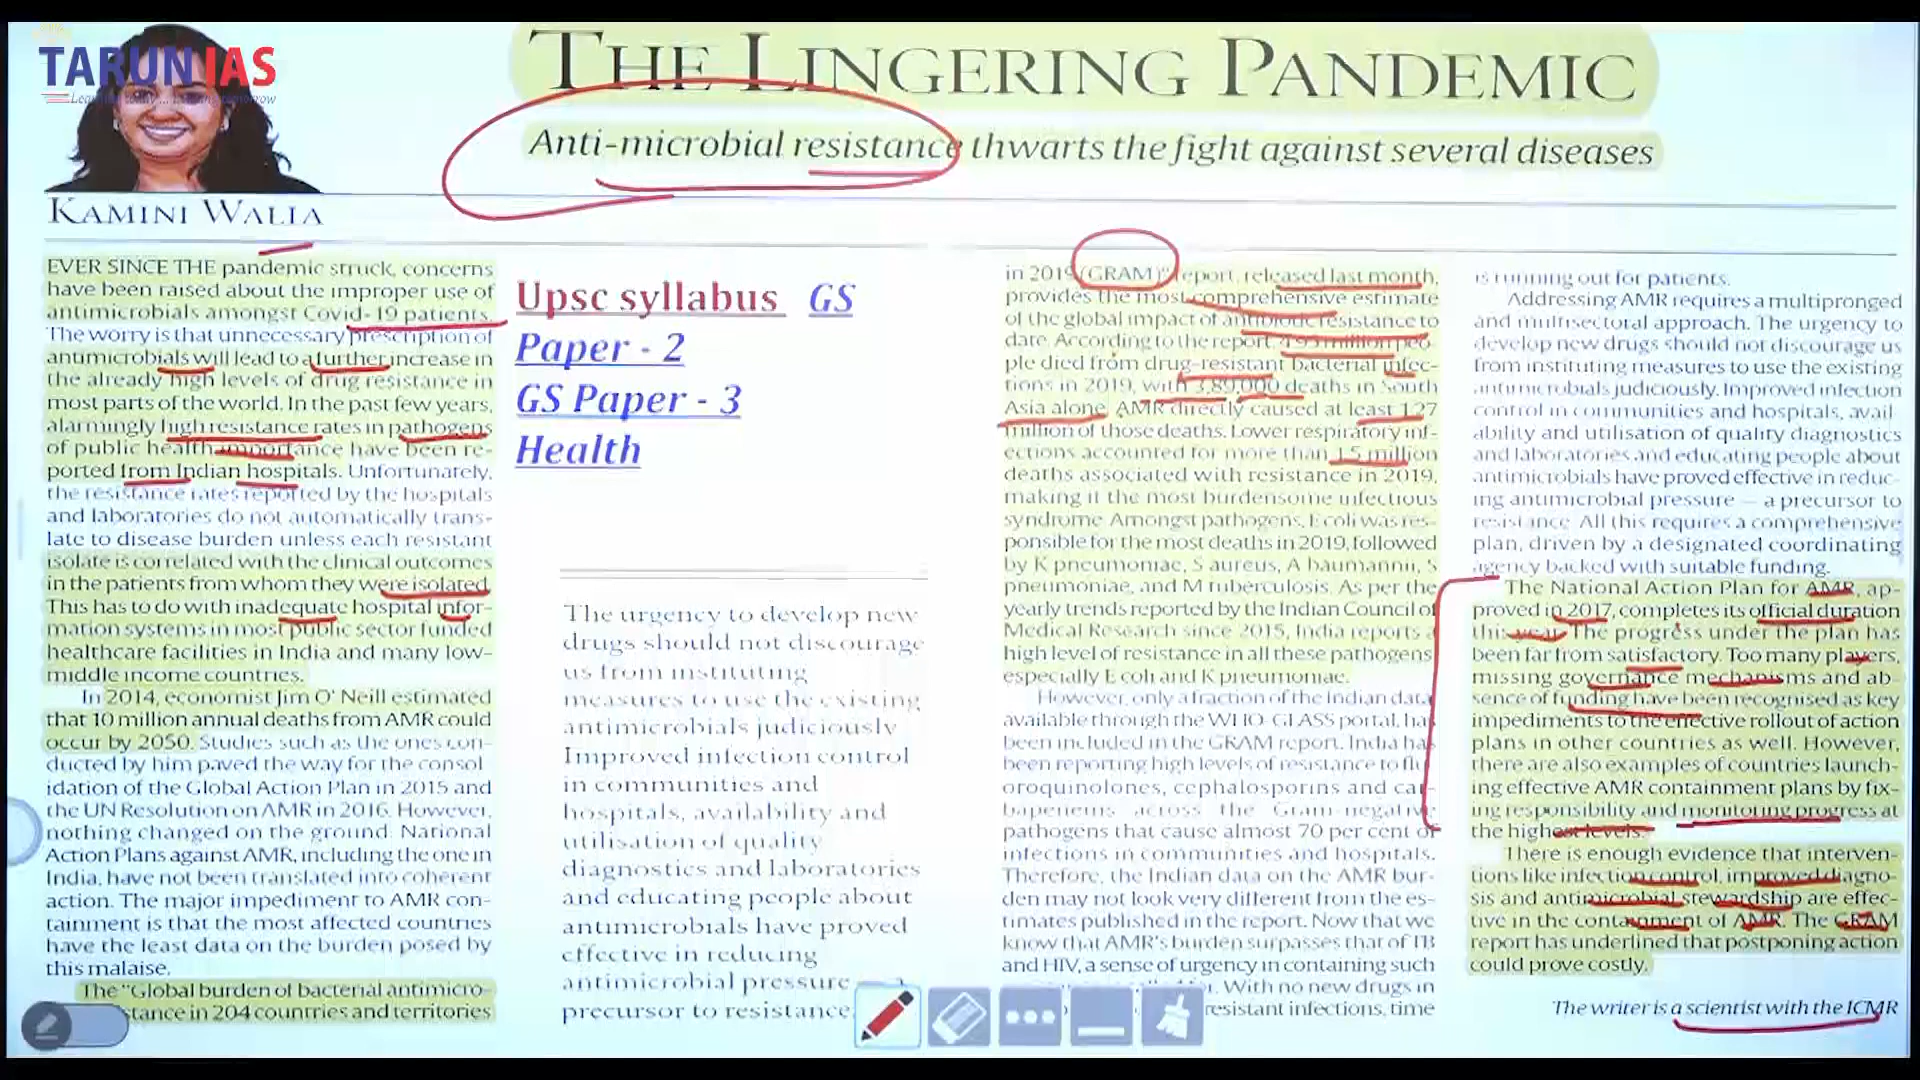 TARUN IAS
THE LINGERING PANDEMIC
Anti-microbial resistance thwarts the fight against several diseases
KAMINI WALIA
EVER SINCE THE pandemic struck, concerns
have been raised about the improper use of
antimicrobials amongst Covid-19 patients.
The worry is that unnecessary prescription of
antimicrobials will lead to a further increase in
the already high levels of drug resistance in
most parts of the world. In the past few years,
alarmingly high resistance rates in pathogens
of public health importance have been re-
ported from Indian hospitals. Unfortunately,
the resistance rates reported by the hospitals
and laboratories do not automatically trans-
late to disease burden unless each resistant
isolate is correlated with the clinical outcomes
in the patients from whom they were isolated.
This has to do with inadequate hospital infor-
mation systems in most public sector funded
healthcare facilities in India and many low-
middle income countries.
In 2014, economist Jim O' Neill estimated
that 10 million annual deaths from AMR could
occur by 2050. Studies such as the ones con-
ducted by him paved the way for the consol
idation of the Global Action Plan in 2015 and
the UN Resolution on AMR in 2016. However,
nothing changed on the ground. National
Action Plans against AMR, including the one in
India, have not been translated into coherent
action. The major impediment to AMR con-
tainment is that the most affected countries
have the least data on the burden posed by
this malaise.
The "Global burden of bacterial antimicro-
stance in 204 countries and territories
Upsc syllabus GS
Paper - 2
GS Paper - 3
Health
The urgency to develop new
drugs should not discourage
us from instituting
measures to use the existing
antimicrobials judiciously
Improved infection control
in communities and
hospitals, availability and
utilisation of quality
diagnostics and laboratories
and educating people about
antimicrobials have proved
effective in reducing
antimicrobial pressure — a
precursor to resistance
in 2019 (GRAM)" report, released last month,
provides the most comprehensive estimate
of the global impact of antibiotic resistance to
date. According to the report, 4.95 million peo
ple died from drug-resistant bacterial infec-
tions in 2019, with 3,89,000 deaths in South
Asia alone. AMR directly caused at least 1.27
million of those deaths. Lower respiratory inf-
ections accounted for more than 1.5 million
deaths associated with resistance in 2019,
making it the most burdensome infectious
syndrome Amongst pathogens, E coli was res-
ponsible for the most deaths in 2019, followed
by K pneumoniae, S aureus, A baumannii, S
pneumoniae, and M tuberculosis. As per the
yearly trends reported by the Indian Council of
Medical Research since 2015, India reports a
high level of resistance in all these pathogens
especially E coli and K pneumoniae.
However, only a fraction of the Indian data,
available through the WHO-GLASS portal, has
been included in the GRAM report. India has
been reporting high levels of resistance to flu
oroquinolones, cephalosporins and car-
bapenems across the Gram-negative
pathogens that cause almost 70 per cent of
infections in communities and hospitals.
Therefore, the Indian data on the AMR bur-
den may not look very different from the es-
timates published in the report. Now that we
know that AMR's burden surpasses that of TB
and HIV, a sense of urgency in containing such
With no new drugs in
resistant infections, time
is running out for patients.
Addressing AMR requires a multipronged
and multisectoral approach. The urgency to
develop new drugs should not discourage us
from instituting measures to use the existing
antimicrobials judiciously. Improved infection
control in communities and hospitals, avail
ability and utilisation of quality diagnostics
and laboratories and educating people about
antimicrobials have proved effective in reduc-
ing antimicrobial pressure — a precursor to
resistance. All this requires a comprehensive
plan, driven by a designated coordinating
agency backed with suitable funding.
The National Action Plan for AMR, ap-
proved in 2017, completes its official duration
this year. The progress under the plan has
been far from satisfactory. Too many players,
missing governance mechanisms and ab-
sence of funding have been recognised as key
impediments to the effective rollout of action
plans in other countries as well. However,
there are also examples of countries launch-
ing effective AMR containment plans by fix-
ing responsibility and monitoring progress at
the highest levels.
There is enough evidence that interven-
tions like infection control, improved diagno-
sis and antimicrobial stewardship are effec-
tive in the containment of AMR. The GRAM
report has underlined that postponing action
could prove costly.
The writer is a scientist with the ICMR